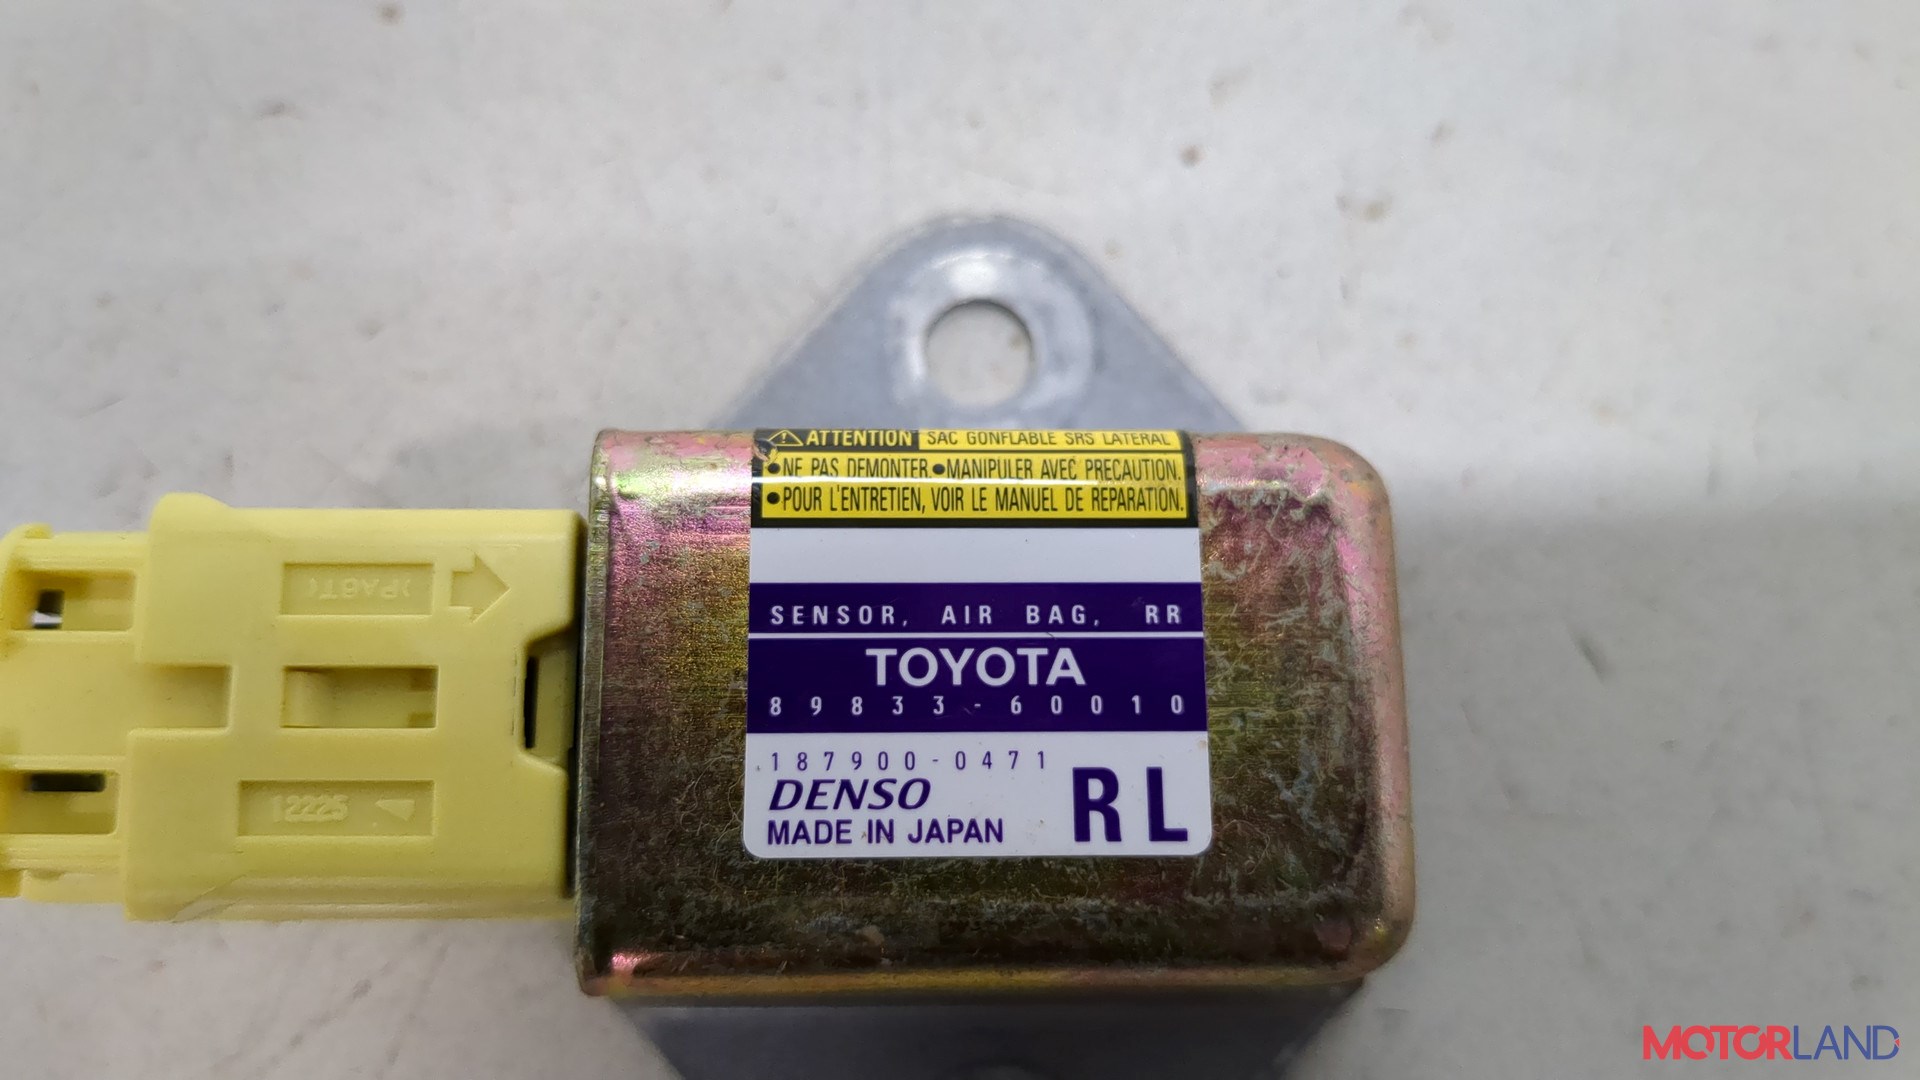 ⚠ ATTENTION SAC GONFLABLE SRS LATERAL
•NE PAS DEMONTER •MANIPULER AVEC PRECAUTION.
•POUR L'ENTRETIEN, VOIR LE MANUEL DE REPARATION.
SENSOR, AIR BAG, RR
TOYOTA
89833-60010
187900-0471
DENSO
MADE IN JAPAN
RL
>PA6T<
12225
MOTORLAND